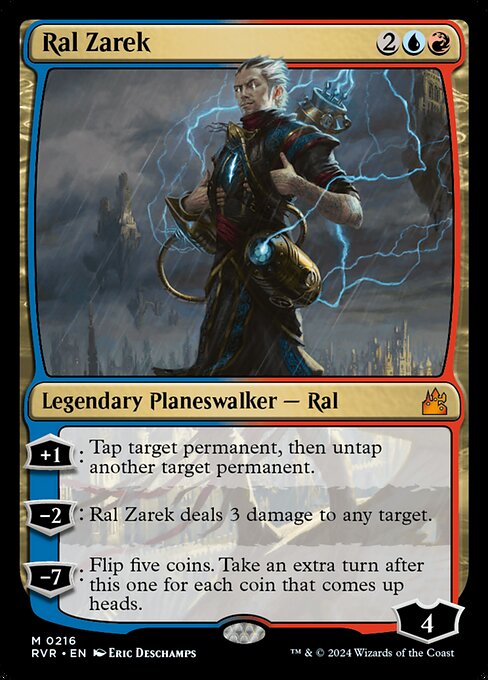 Ral Zarek 2
Legendary Planeswalker — Ral
+1: Tap target permanent, then untap
another target permanent.
−2: Ral Zarek deals 3 damage to any target.
−7: Flip five coins. Take an extra turn after
this one for each coin that comes up
heads.
4
M 0216
RVR • EN Eric Deschamps
™ & © 2024 Wizards of the Coast